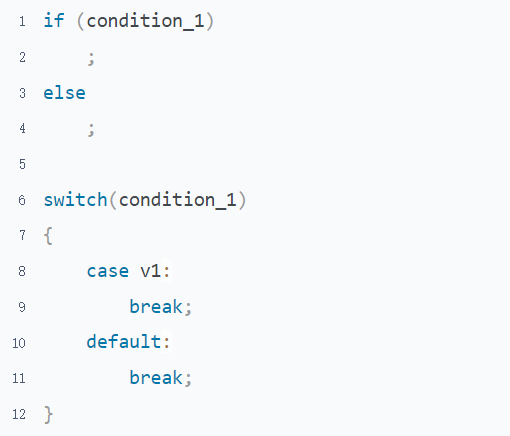 1 if (condition_1)
2     ;
3 else
4     ;
5
6 switch(condition_1)
7 {
8     case v1:
9         break;
10     default:
11         break;
12 }